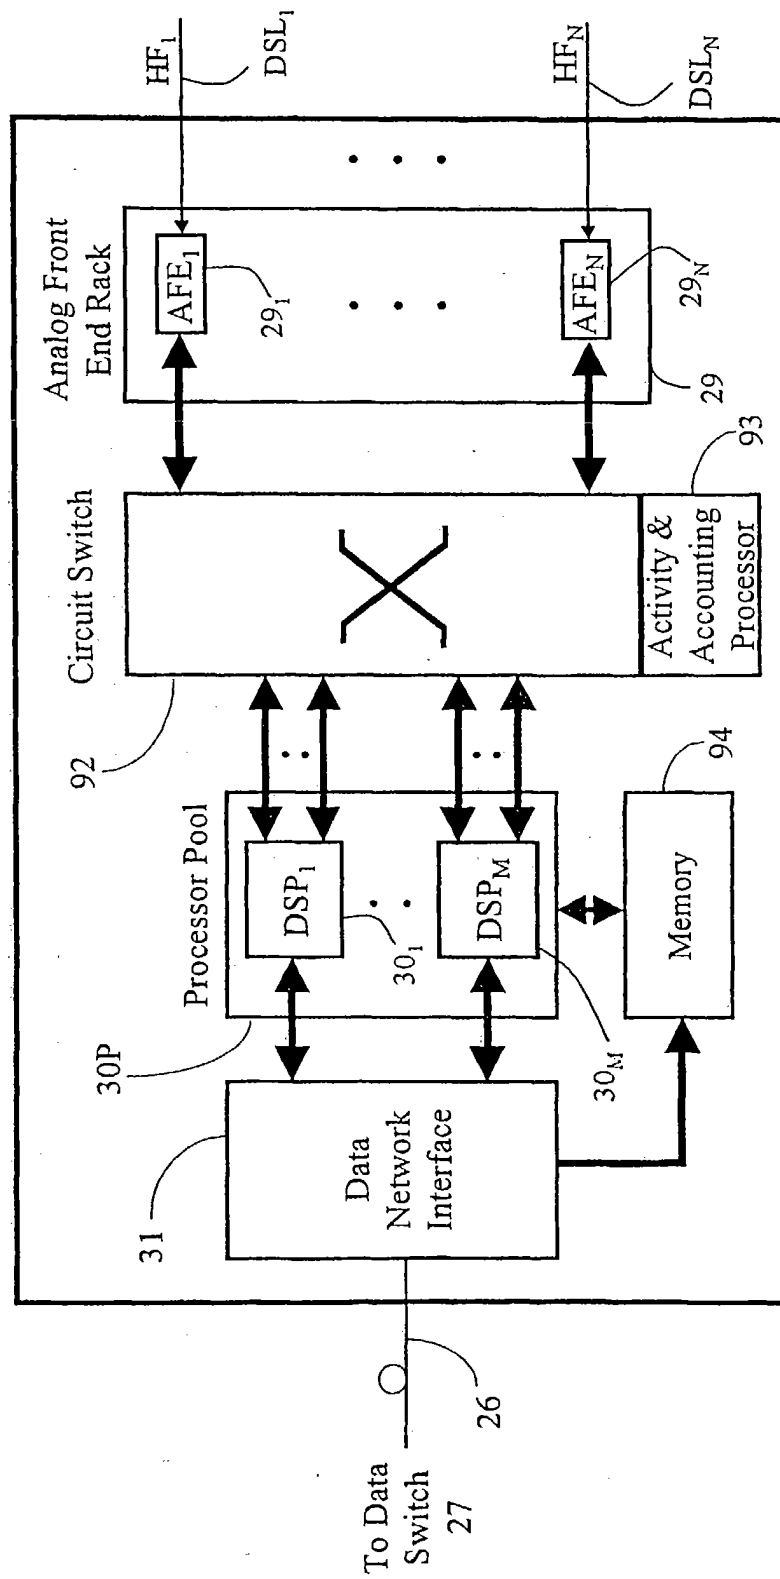 To Data
Switch
27
26
31
Data
Network
Interface
30P
Processor Pool
DSP1
301
DSPM
30M
Memory
94
92
Circuit Switch
Activity &
Accounting
Processor
93
Analog Front
End Rack
AFE1
291
AFEN
29N
29
HF1
DSL1
HFN
DSLN